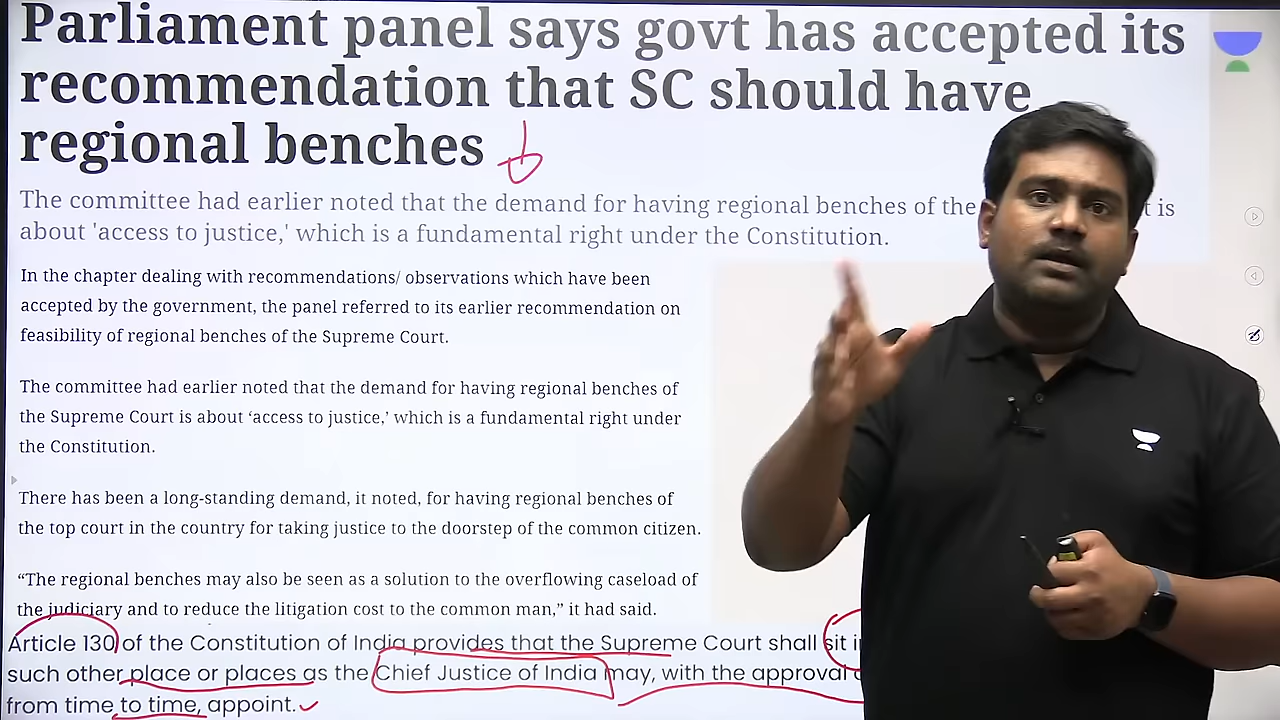 Parliament panel says govt has accepted its
recommendation that SC should have
regional benches
The committee had earlier noted that the demand for having regional benches of the is
about 'access to justice,' which is a fundamental right under the Constitution.
In the chapter dealing with recommendations/ observations which have been
accepted by the government, the panel referred to its earlier recommendation on
feasibility of regional benches of the Supreme Court.
The committee had earlier noted that the demand for having regional benches of
the Supreme Court is about ‘access to justice,’ which is a fundamental right under
the Constitution.
There has been a long-standing demand, it noted, for having regional benches of
the top court in the country for taking justice to the doorstep of the common citizen.
“The regional benches may also be seen as a solution to the overflowing caseload of
the judiciary and to reduce the litigation cost to the common man,” it had said.
Article 130 of the Constitution of India provides that the Supreme Court shall sit
such other place or places as the Chief Justice of India may, with the approval
from time to time, appoint.